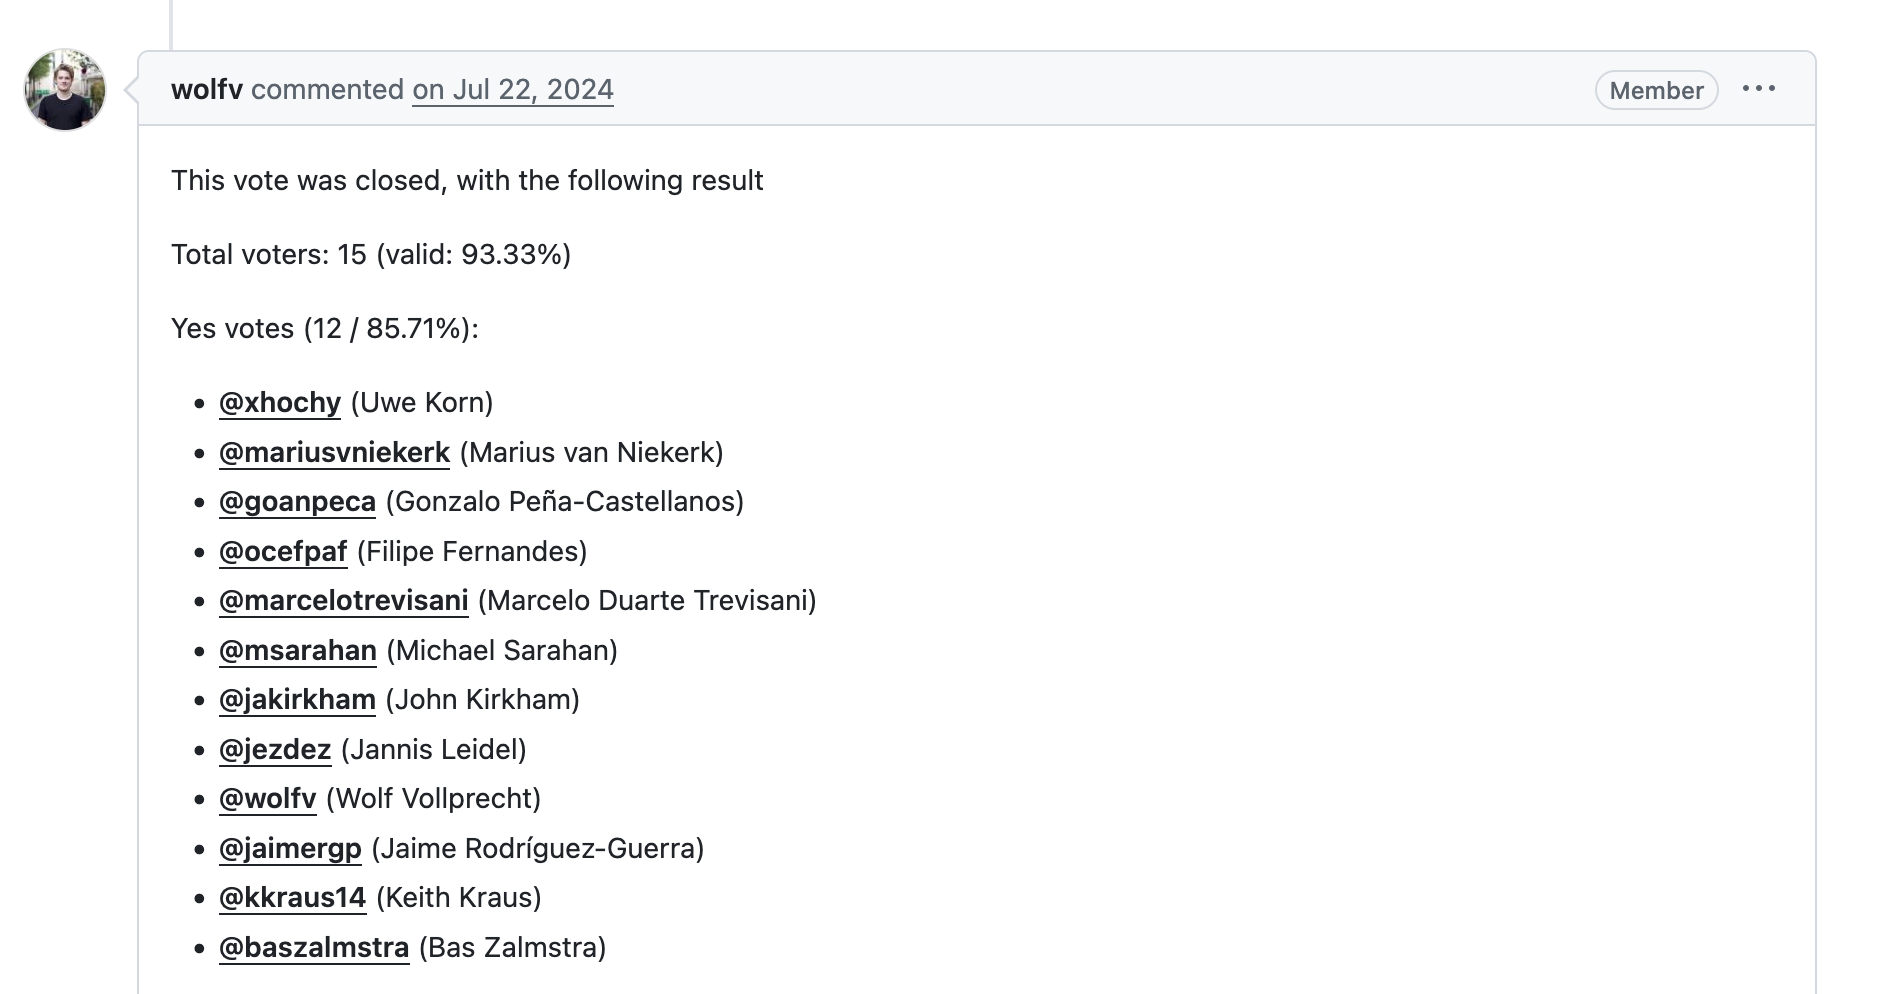 wolfv commented on Jul 22, 2024 Member ···
This vote was closed, with the following result
Total voters: 15 (valid: 93.33%)
Yes votes (12 / 85.71%):
• @xhochy (Uwe Korn)
• @mariusvniekerk (Marius van Niekerk)
• @goanpeca (Gonzalo Peña-Castellanos)
• @ocefpaf (Filipe Fernandes)
• @marcelotrevisani (Marcelo Duarte Trevisani)
• @msarahan (Michael Sarahan)
• @jakirkham (John Kirkham)
• @jezdez (Jannis Leidel)
• @wolfv (Wolf Vollprecht)
• @jaimergp (Jaime Rodríguez-Guerra)
• @kkraus14 (Keith Kraus)
• @baszalmstra (Bas Zalmstra)